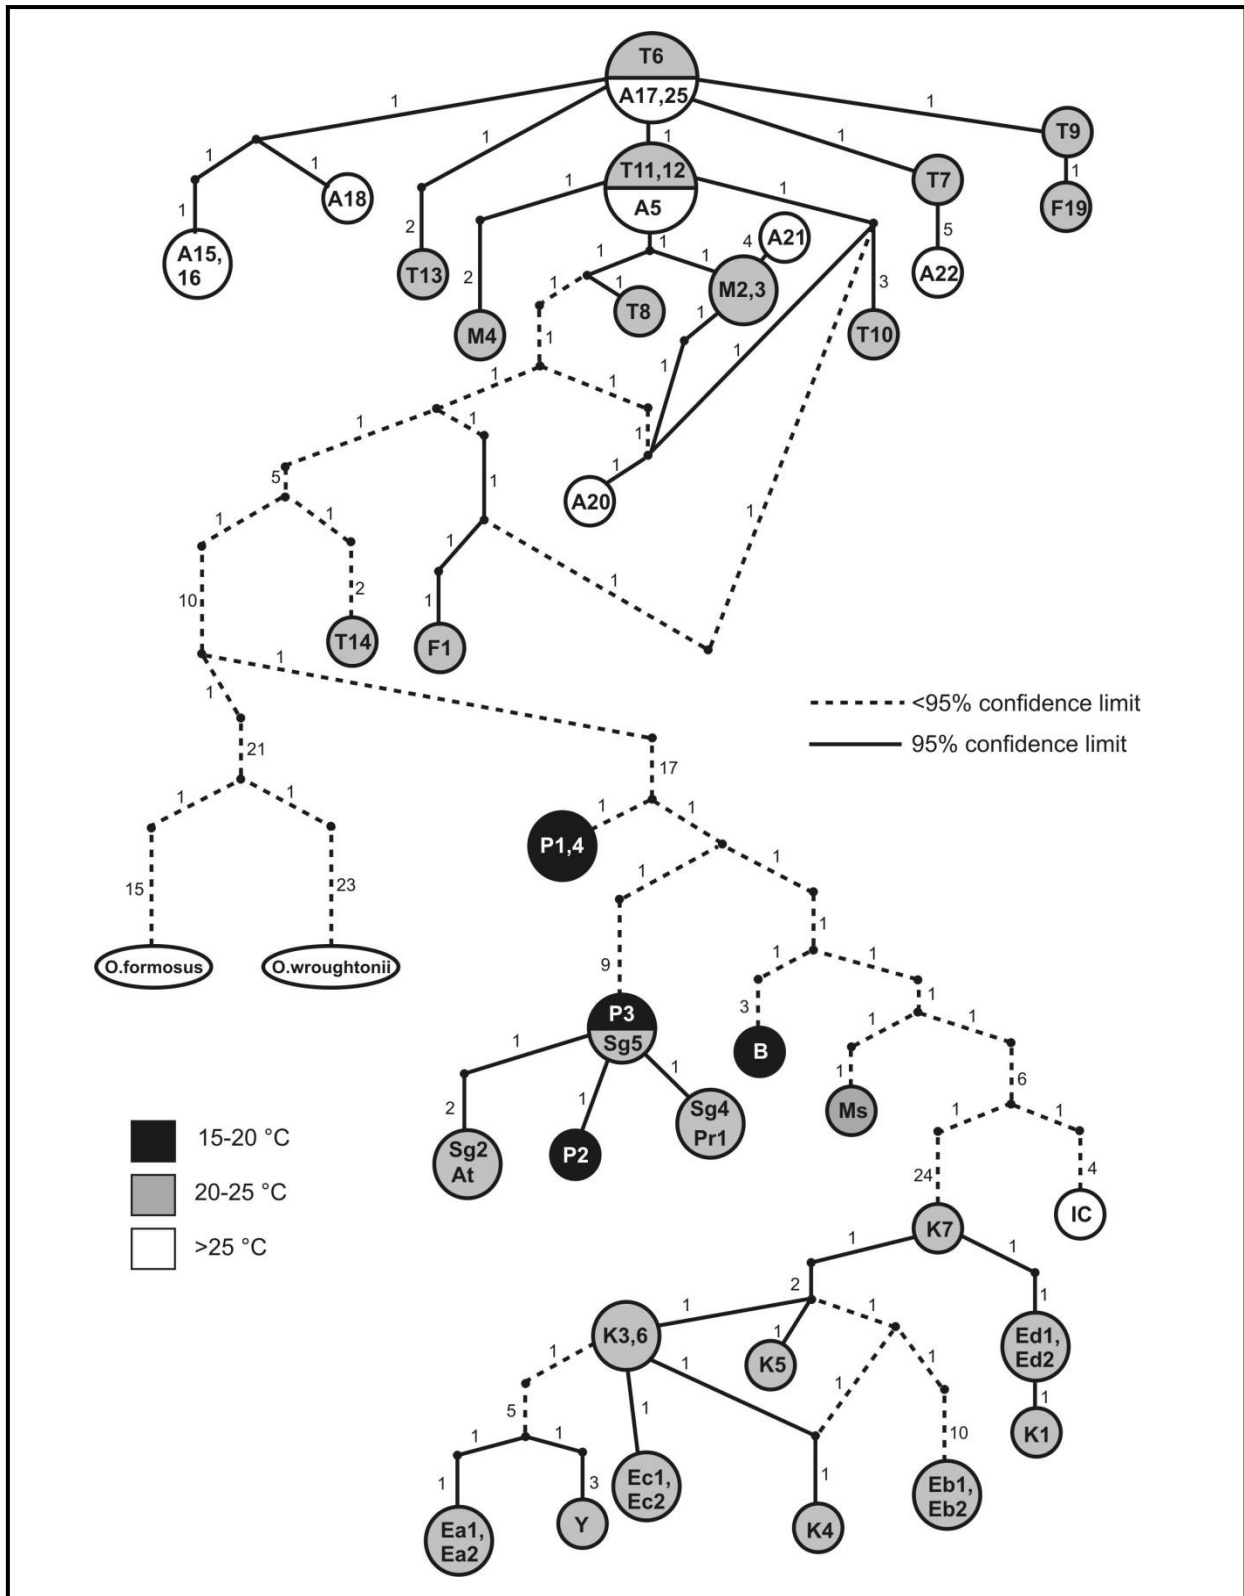 T6
A17,25
1
1
1
1
1
T9
1
1
T11,12
1
T7
1
1
1
A18
1
A5
F19
1
2
1
4
A21
5
A15,
16
T13
1
1
M2,3
3
A22
2
1
1
M4
T8
1
T10
1
1
1
1
1
1
1
1
5
1
A20
1
1
1
1
10
2
1
1
1
T14
F1
1
1
<95% confidence limit
95% confidence limit
21
17
1
1
1
1
P1,4
1
1
15
23
1
O.formosus
O.wroughtonii
9
1
1
3
1
P3
Sg5
1
1
1
B
1
6
2
1
Sg4
Pr1
Ms
1
1
15-20 °C
Sg2
At
P2
20-25 °C
24
4
>25 °C
K7
IC
1
1
2
1
1
1
K3,6
1
K5
Ed1,
Ed2
1
1
1
1
1
5
1
10
K1
1
1
1
3
Ec1,
Ec2
1
Eb1,
Eb2
Ea1,
Ea2
Y
K4